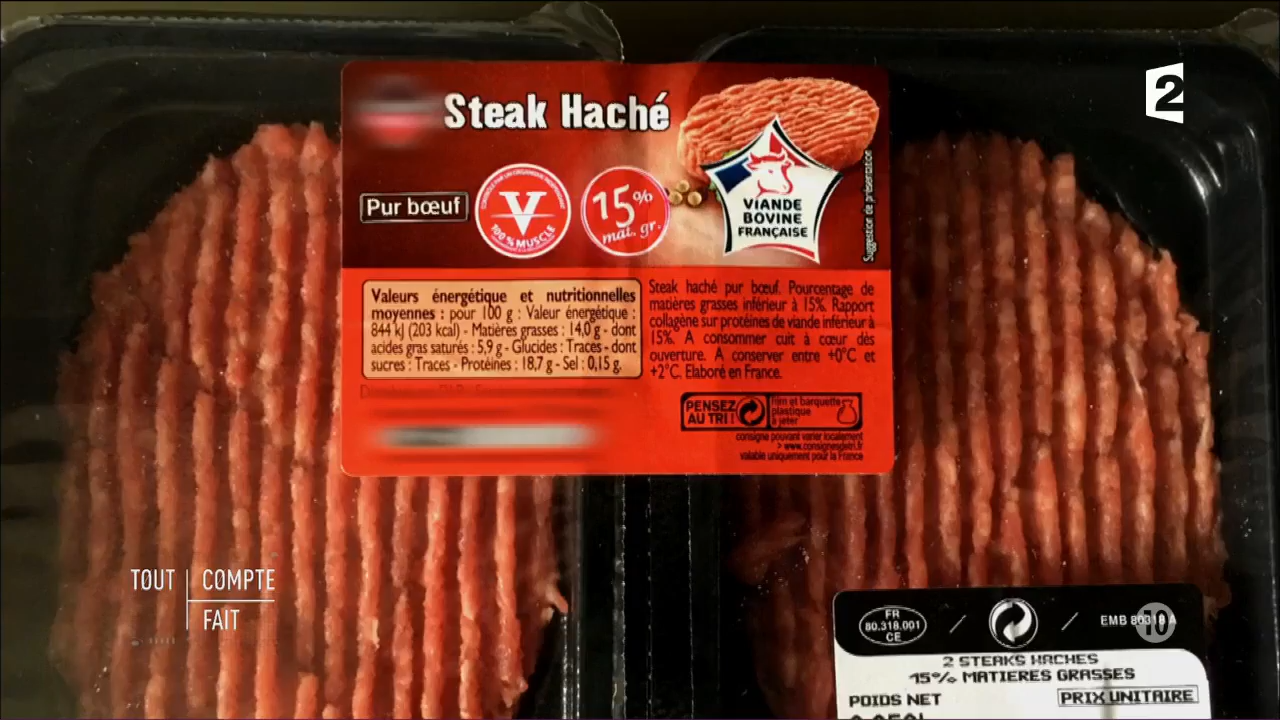 2
Steak Haché
Pur bœuf
V
100 % MUSCLE
15%
mat. gr.
VIANDE
BOVINE
FRANÇAISE
Suggestion de présentation
Valeurs énergétique et nutritionnelles
moyennes : pour 100 g : Valeur énergétique :
844 kJ (203 kcal) - Matières grasses : 14,0 g - dont
acides gras saturés : 5,9 g - Glucides : Traces - dont
sucres : Traces - Protéines : 18,7 g - Sel : 0,15 g.
Steak haché pur bœuf. Pourcentage de
matières grasses inférieur à 15%. Rapport
collagène sur protéines de viande inférieur à
15%. A consommer cuit à cœur dès
ouverture. A conserver entre +0°C et
+2°C. Elaboré en France.
PENSEZ
AU TRI !
film et barquette
plastique
à jeter
consigne pouvant varier localement
> www.consignesdetri.fr
valable uniquement pour la France
TOUT COMPTE
FAIT
FR
80.318.001
CE
EMB 80318 A
10
2 STEAKS HACHES
15% MATIERES GRASSES
POIDS NET
PRIX UNITAIRE